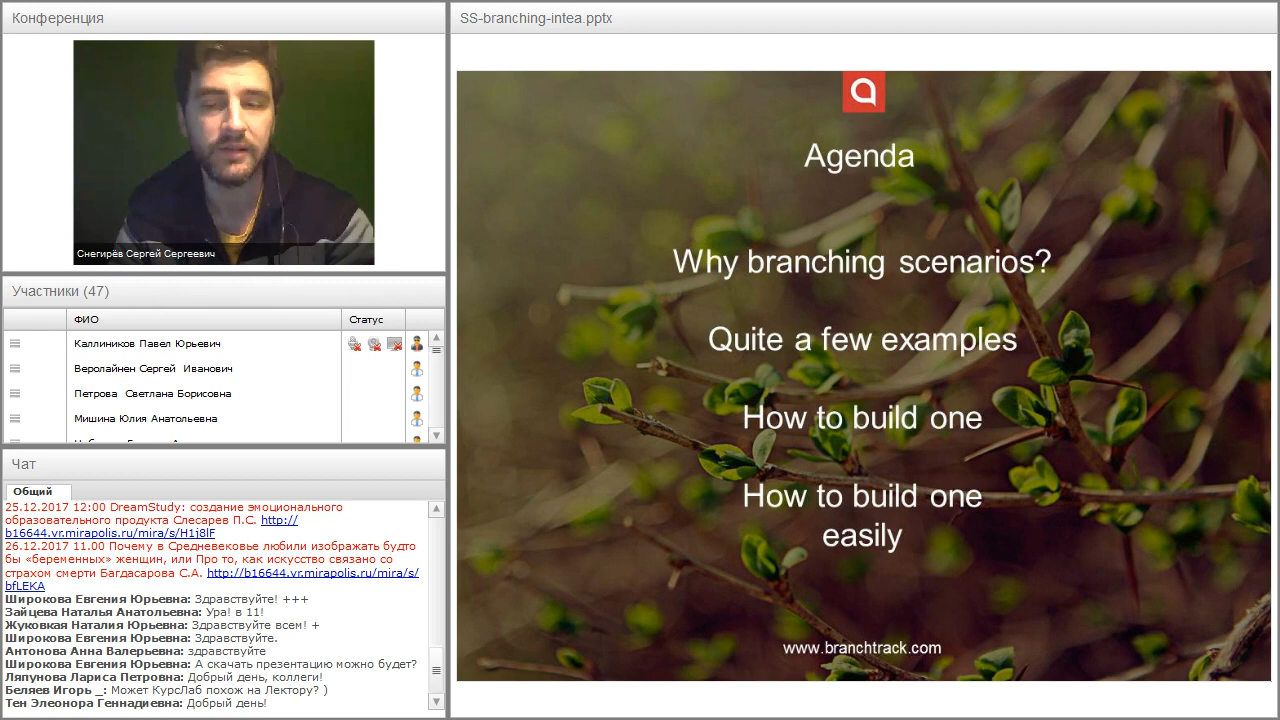 Конференция
Снегирёв Сергей Сергеевич
Участники (47)
ФИО
Статус
Каллиников Павел Юрьевич
Веролайнен Сергей Иванович
Петрова Светлана Борисовна
Мишина Юлия Анатольевна
Чат
Общий
25.12.2017 12:00 DreamStudy: создание эмоционального
образовательного продукта Слесарев П.С. http://
b16644.vr.mirapolis.ru/mira/s/H1j8lF
26.12.2017 11.00 Почему в Средневековье любили изображать будто
бы «беременных» женщин, или Про то, как искусство связано со
страхом смерти Багдасарова С.А. http://b16644.vr.mirapolis.ru/mira/s/
bfLEKA
Широкова Евгения Юрьевна: Здравствуйте! +++
Зайцева Наталья Анатольевна: Ура! в 11!
Жуковкая Наталия Юрьевна: Здравствуйте всем! +
Широкова Евгения Юрьевна: Здравствуйте.
Антонова Анна Валерьевна: здравствуйте
Широкова Евгения Юрьевна: А скачать презентацию можно будет?
Ляпунова Лариса Петровна: Добрый день, коллеги!
Беляев Игорь _: Может КурсЛаб похож на Лектору? )
Тен Элеонора Геннадиевна: Добрый день!
SS-branching-intea.pptx
Agenda
Why branching scenarios?
Quite a few examples
How to build one
How to build one
easily
www.branchtrack.com